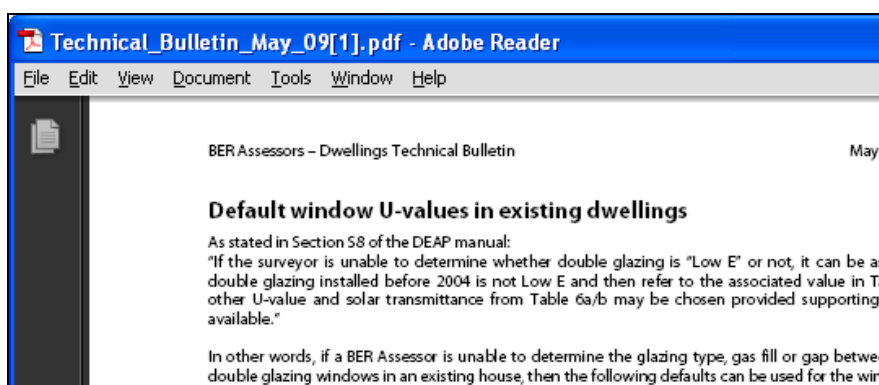 Technical_Bulletin_May_09[1].pdf - Adobe Reader
File Edit View Document Tools Window Help
BER Assessors – Dwellings Technical Bulletin May
Default window U-values in existing dwellings
As stated in Section S8 of the DEAP manual:
"If the surveyor is unable to determine whether double glazing is "Low E" or not, it can be
double glazing installed before 2004 is not Low E and then refer to the associated value in
other U-value and solar transmittance from Table 6a/b may be chosen provided supporting
available."
In other words, if a BER Assessor is unable to determine the glazing type, gas fill or gap
double glazing windows in an existing house, then the following defaults can be used for the